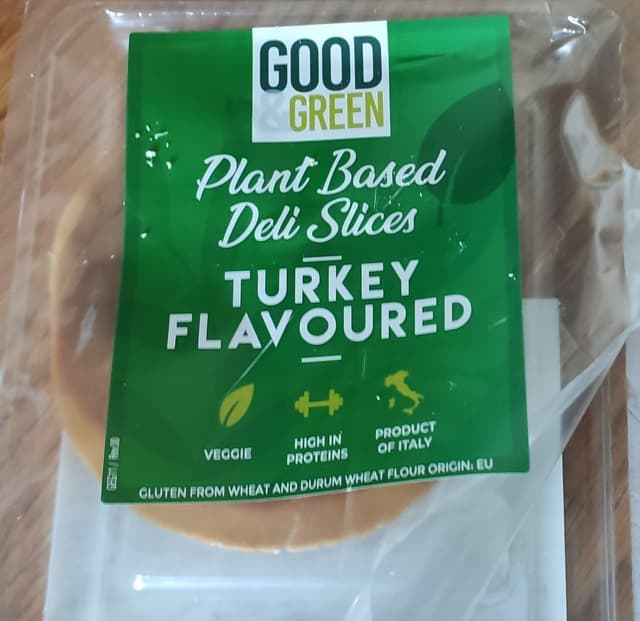 GOOD
& GREEN
Plant Based
Deli Slices
TURKEY
FLAVOURED
VEGGIE
HIGH IN
PROTEINS
PRODUCT
OF ITALY
GLUTEN FROM WHEAT AND DURUM WHEAT FLOUR ORIGIN: EU